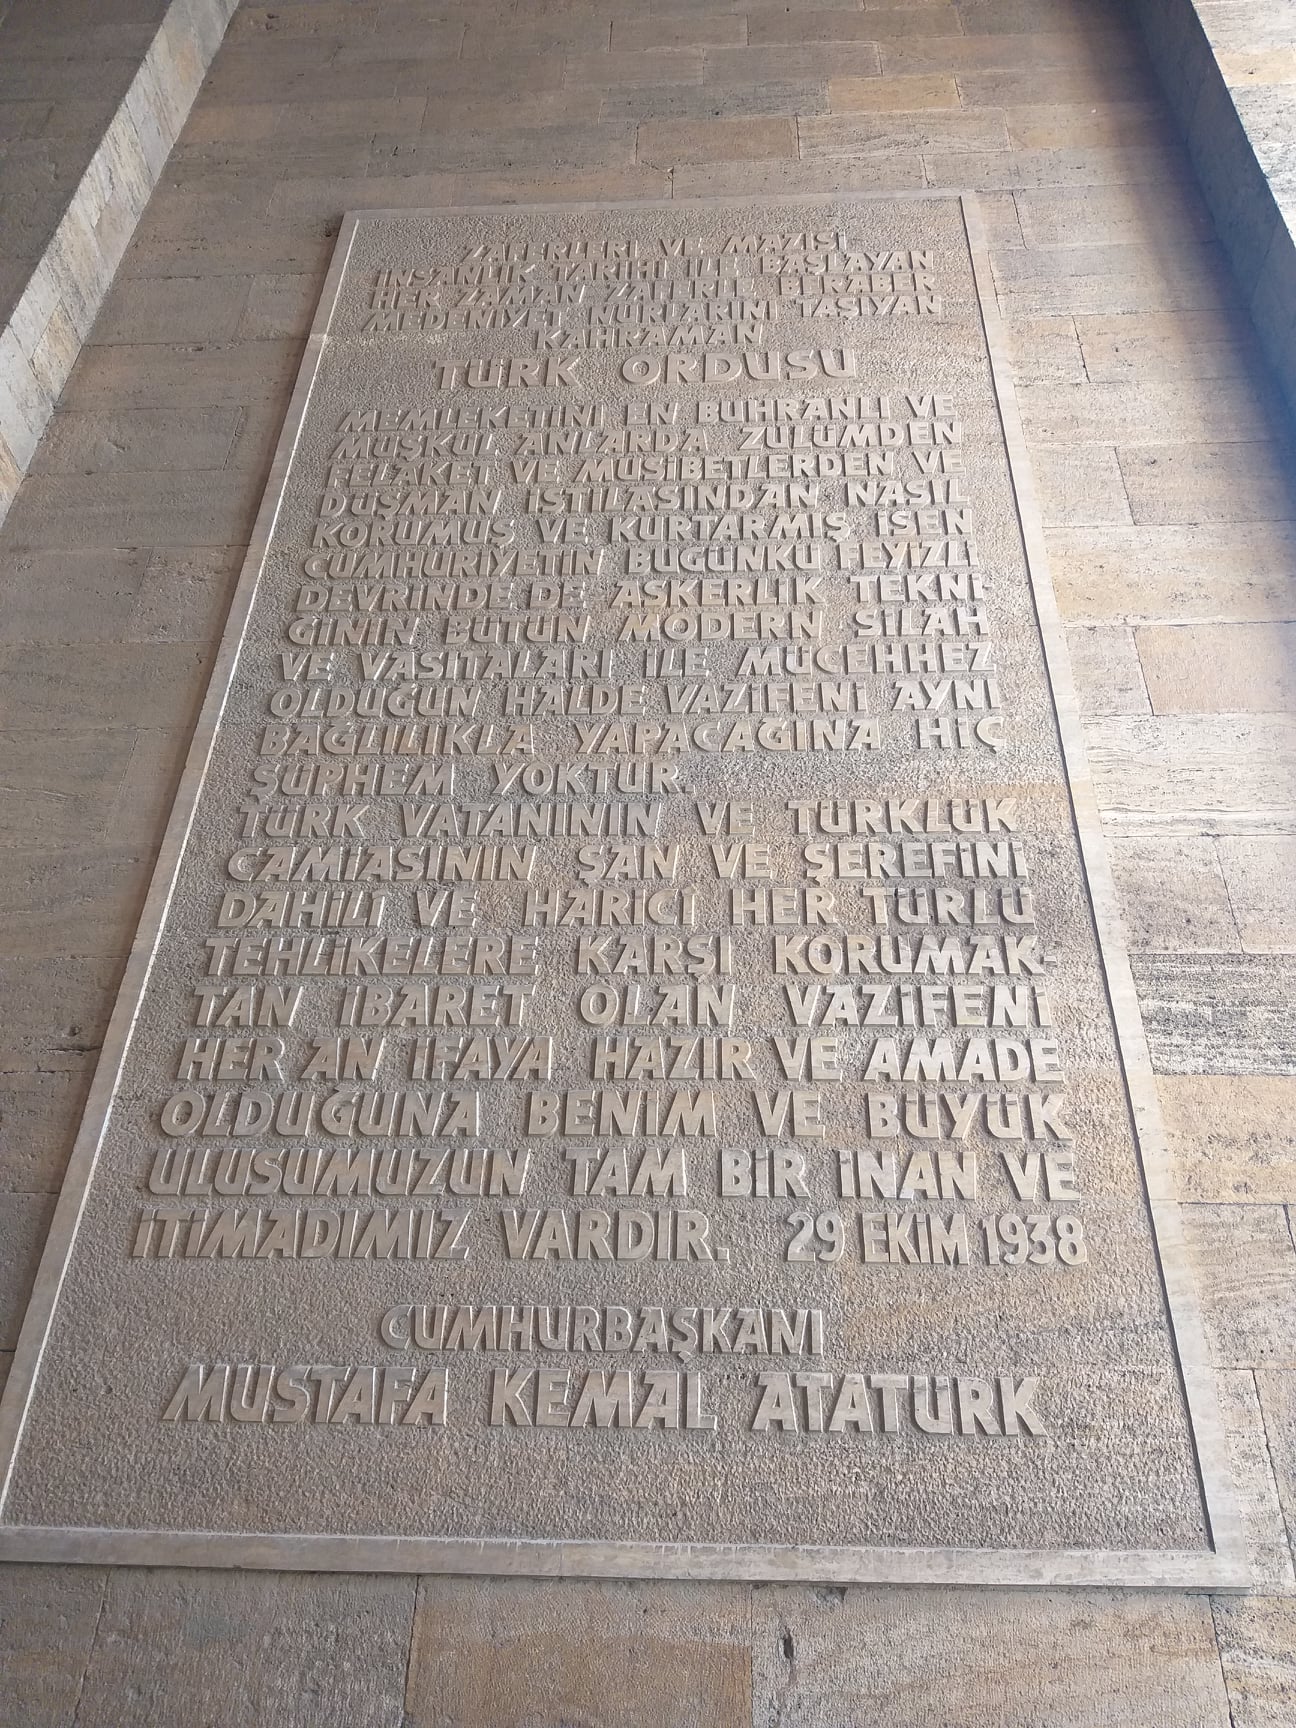 ZAFERLERİ VE MAZİSİ
İNSANLIK TARİHİ İLE BAŞLAYAN
HER ZAMAN ZAFERLE BERABER
MEDENİYET NURLARINI TAŞIYAN
KAHRAMAN
TÜRK ORDUSU
MEMLEKETİNİ EN BUHRANLI VE
MÜŞKÜL ANLARDA ZULÜMDEN
FELAKET VE MUSİBETLERDEN VE
DÜŞMAN İSTİLASINDAN NASIL
KORUMUŞ VE KURTARMIŞ İSEN
CUMHURİYETİN BUGÜNKÜ FEYİZLİ
DEVRİNDE DE ASKERLİK TEKNİ-
ĞİNİN BÜTÜN MODERN SİLAH
VE VASITALARI İLE MÜCEHHEZ
OLDUĞUN HALDE VAZİFENİ AYNI
BAĞLILIKLA YAPACAĞINA HİÇ
ŞÜPHEM YOKTUR.
TÜRK VATANININ VE TÜRKLÜK
CAMİASININ ŞAN VE ŞEREFİNİ
DAHİLÎ VE HARİCÎ HER TÜRLÜ
TEHLİKELERE KARŞI KORUMAK-
TAN İBARET OLAN VAZİFENİ
HER AN İFAYA HAZIR VE AMADE
OLDUĞUNA BENİM VE BÜYÜK
ULUSUMUZUN TAM BİR İNAN VE
İTİMADIMIZ VARDIR. 29 EKİM 1938
CUMHURBAŞKANI
MUSTAFA KEMAL ATATÜRK